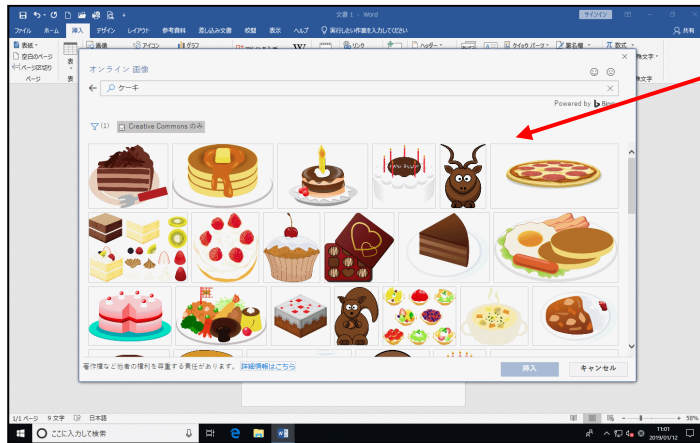 文書 1 - Word
サインイン
ファイル ホーム 挿入 デザイン レイアウト 参考資料 差し込み文書 校閲 表示 ヘルプ 実行したい作業を入力してください
共有
表紙
空白のページ
ページ区切り
ページ
表
表
画像
アイコン
グラフ
リンク
ヘッダー
クイック パーツ
署名欄
数式
オンライン 画像
ケーキ
Powered by Bing
(1) Creative Commons のみ
著作権など他者の権利を尊重する責任があります。 詳細情報はこちら
挿入
キャンセル
1/1 ページ 9 文字 日本語
50%
ここに入力して検索
11:01
2019/01/12